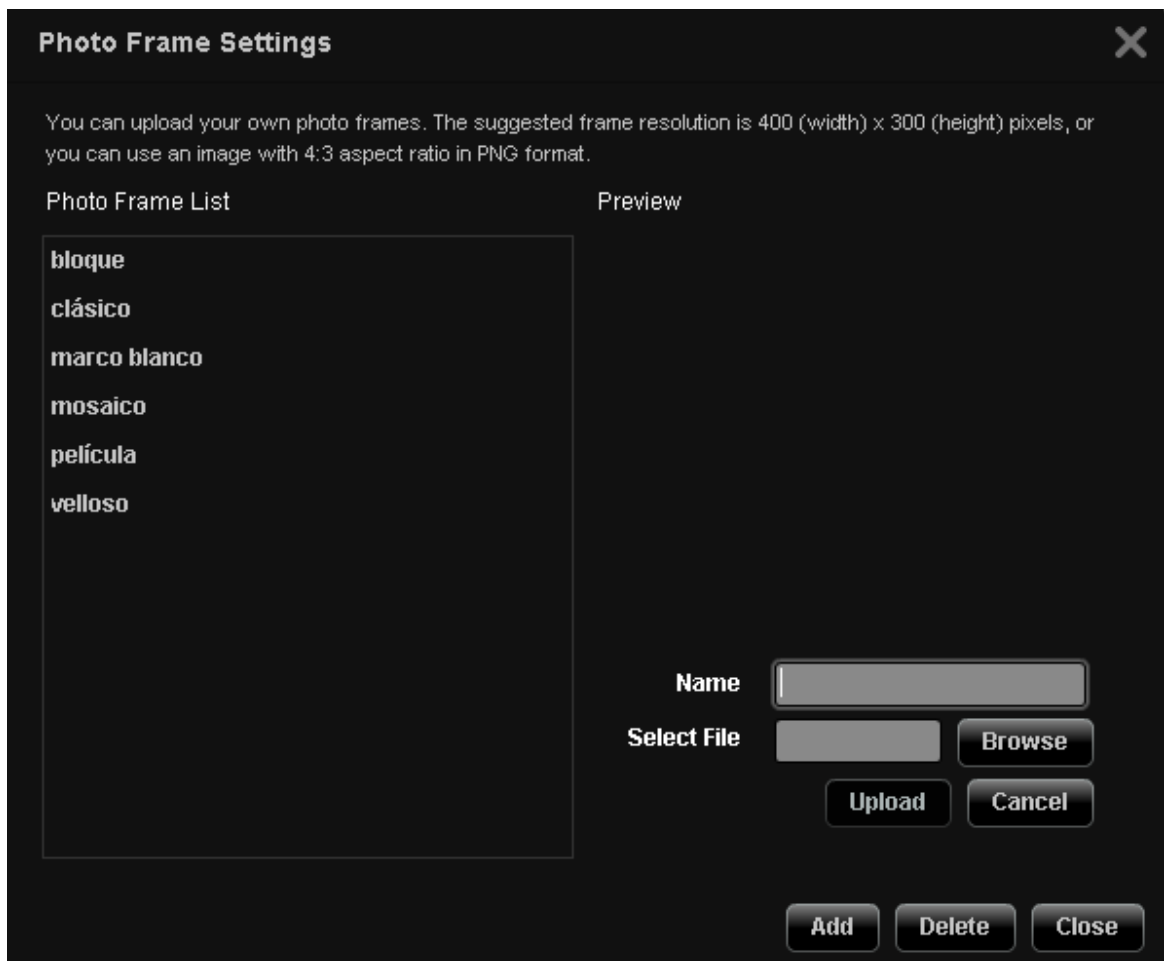 Photo Frame Settings
You can upload your own photo frames. The suggested frame resolution is 400 (width) x 300 (height) pixels, or
you can use an image with 4:3 aspect ratio in PNG format.
Photo Frame List
Preview
bloque
clásico
marco blanco
mosaico
película
velloso
Name
Select File
Browse
Upload
Cancel
Add
Delete
Close